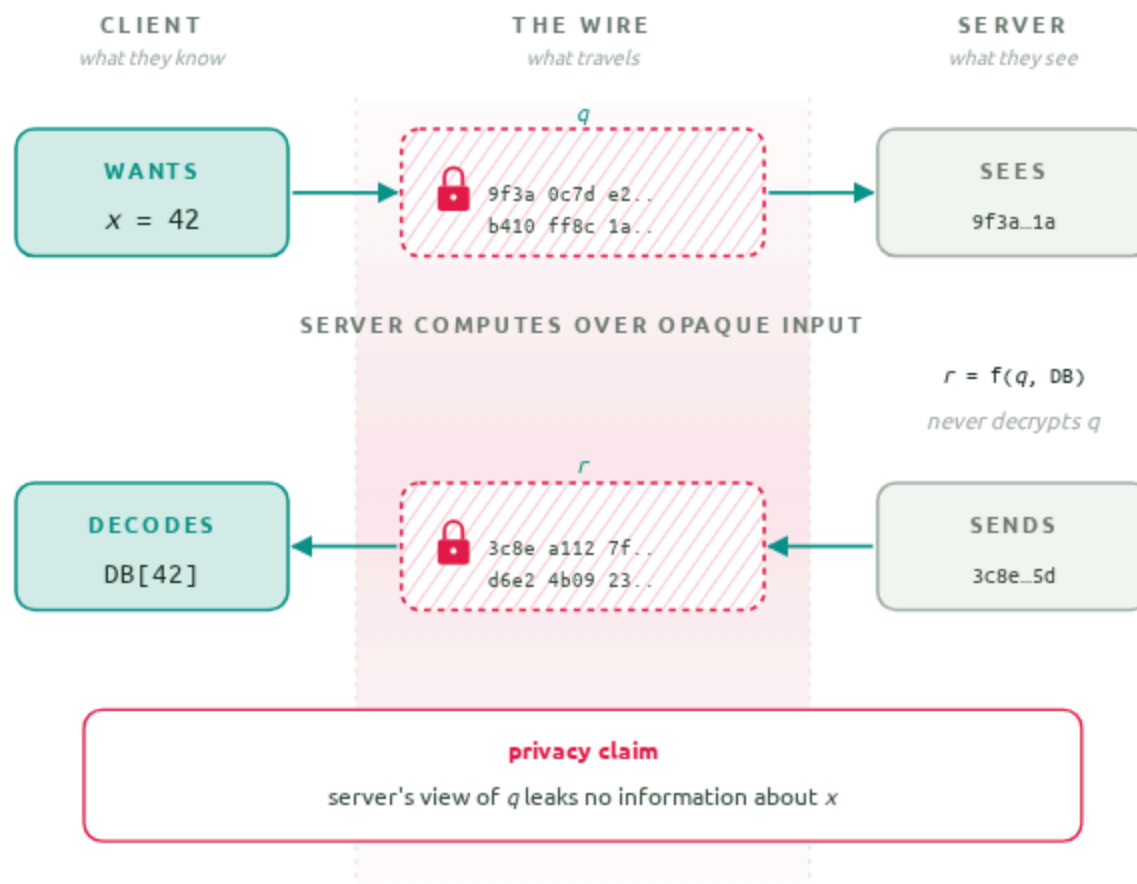 CLIENT
what they know
THE WIRE
what travels
SERVER
what they see
q
WANTS
x = 42
9f3a 0c7d e2..
b410 ff8c 1a..
SEES
9f3a…1a
SERVER COMPUTES OVER OPAQUE INPUT
r = f(q, DB)
never decrypts q
r
DECODES
DB[42]
3c8e a112 7f..
d6e2 4b09 23..
SENDS
3c8e…5d
privacy claim
server's view of q leaks no information about x